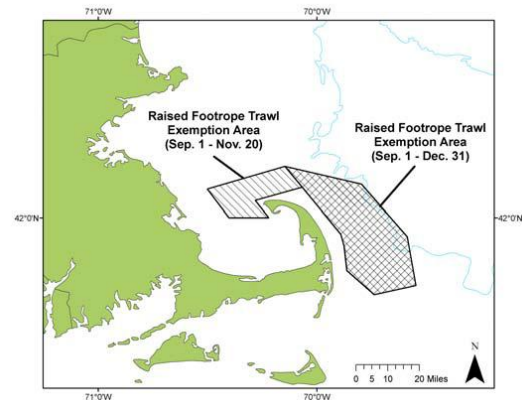 71°0'W
70°0'W
Raised Footrope Trawl
Exemption Area
(Sep. 1 - Nov. 20)
Raised Footrope Trawl
Exemption Area
(Sep. 1 - Dec. 31)
42°0'N
42°0'N
N
0 5 10 20 Miles
71°0'W
70°0'W